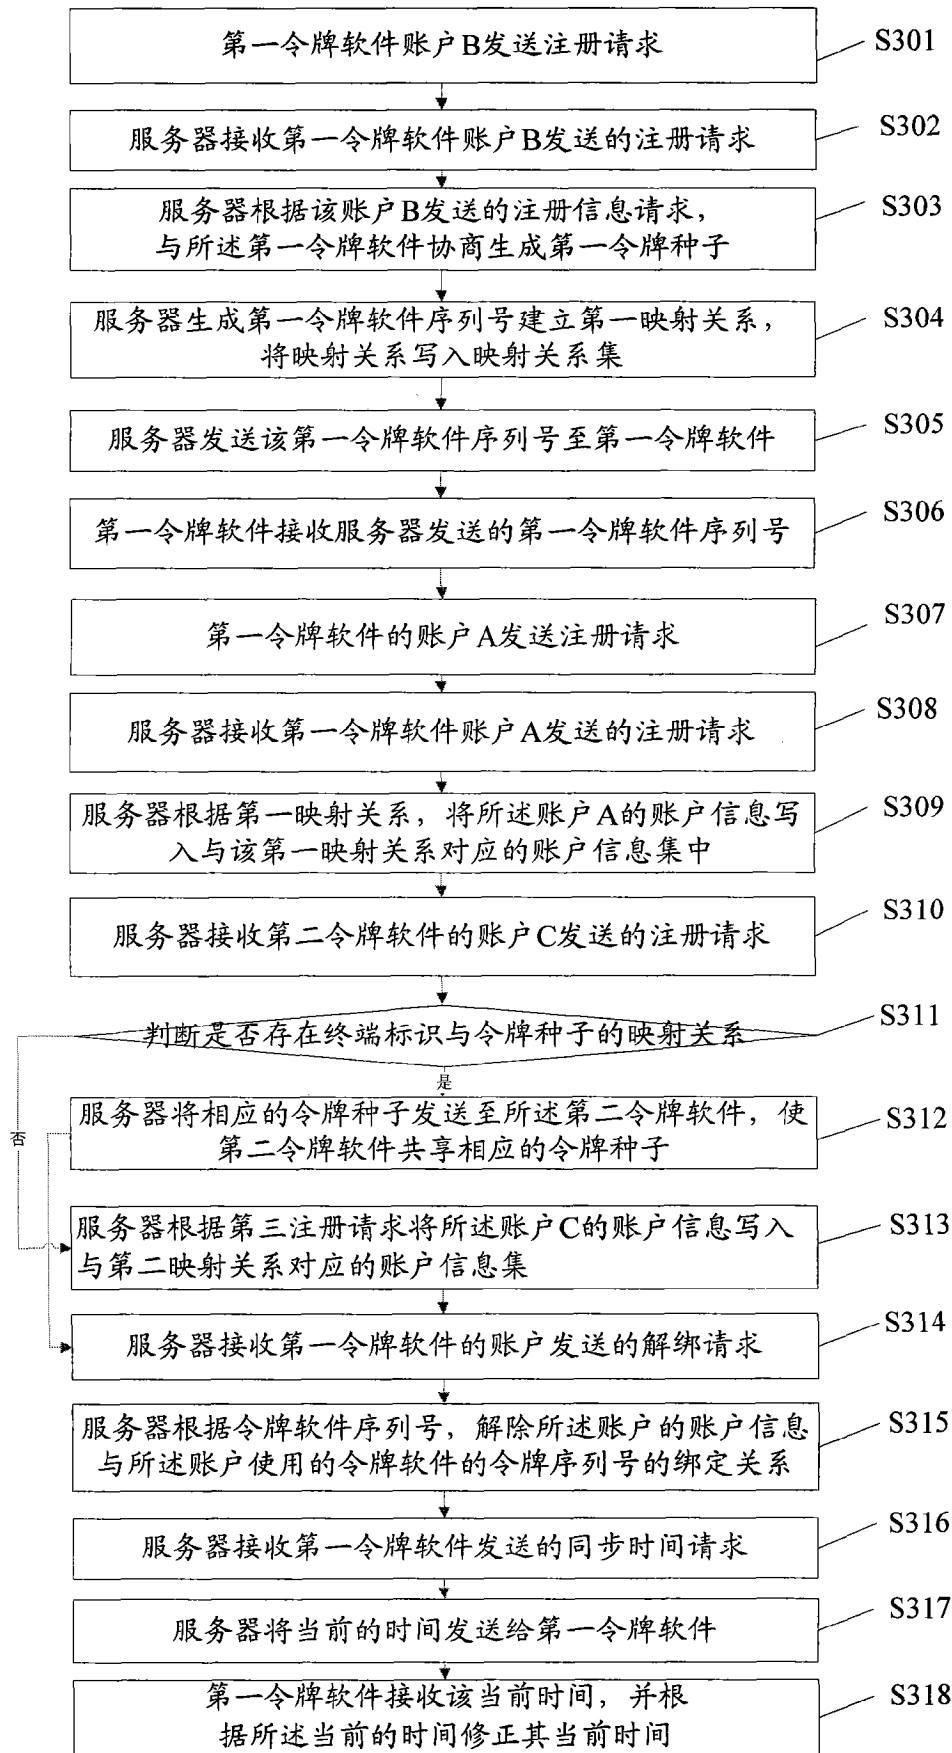 第一令牌软件账户B发送注册请求
S301
服务器接收第一令牌软件账户B发送的注册请求
S302
服务器根据该账户B发送的注册信息请求，
与所述第一令牌软件协商生成第一令牌种子
S303
服务器生成第一令牌软件序列号建立第一映射关系，
将映射关系写入映射关系集
S304
服务器发送该第一令牌软件序列号至第一令牌软件
S305
第一令牌软件接收服务器发送的第一令牌软件序列号
S306
第一令牌软件的账户A发送注册请求
S307
服务器接收第一令牌软件账户A发送的注册请求
S308
服务器根据第一映射关系，将所述账户A的账户信息写
入与该第一映射关系对应的账户信息集中
S309
服务器接收第二令牌软件的账户C发送的注册请求
S310
判断是否存在终端标识与令牌种子的映射关系
S311
是
否
服务器将相应的令牌种子发送至所述第二令牌软件，使
第二令牌软件共享相应的令牌种子
S312
服务器根据第三注册请求将所述账户C的账户信息写入
与第二映射关系对应的账户信息集
S313
服务器接收第一令牌软件的账户发送的解绑请求
S314
服务器根据令牌软件序列号，解除所述账户的账户信息
与所述账户使用的令牌软件的令牌序列号的绑定关系
S315
服务器接收第一令牌软件发送的同步时间请求
S316
服务器将当前的时间发送给第一令牌软件
S317
第一令牌软件接收该当前时间，并根
据所述当前的时间修正其当前时间
S318